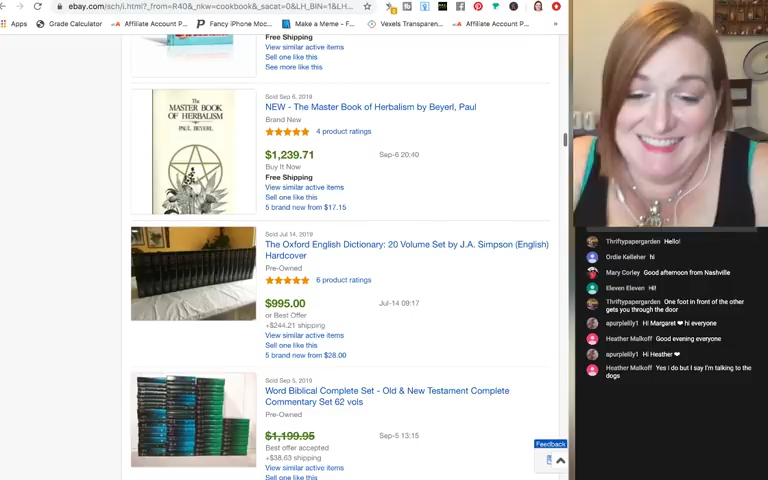 ebay.com/sch/i.html?_from=R40&_nkw=cookbook&_sacat=0&LH_BIN=1&LH...
Apps
Grade Calculator
Affiliate Account P...
Fancy iPhone Moc...
Make a Meme - F...
Vexels Transparen...
Affiliate Account P...
»
Free Shipping
View similar active items
Sell one like this
See more like this
Sold Sep 6, 2019
NEW - The Master Book of Herbalism by Beyerl, Paul
Brand New
4 product ratings
$1,239.71
Sep-6 20:40
Buy It Now
Free Shipping
View similar active items
Sell one like this
5 brand new from $17.15
The
MASTER BOOK
OF HERBALISM
PAUL BEYERL
Sold Jul 14, 2019
The Oxford English Dictionary: 20 Volume Set by J.A. Simpson (English)
Hardcover
Pre-Owned
6 product ratings
$995.00
Jul-14 09:17
or Best Offer
+$244.21 shipping
View similar active items
Sell one like this
5 brand new from $28.00
Sold Sep 5, 2019
Word Biblical Complete Set - Old & New Testament Complete
Commentary Set 62 vols
Pre-Owned
$1,199.95
Sep-5 13:15
Best offer accepted
+$38.63 shipping
View similar active items
Sell one like this
Feedback
Thriftypapergarden Hello!
Ordie Kelleher hi
Mary Corley Good afternoon from Nashville
Eleven Eleven Hi!
Thriftypapergarden One foot in front of the other
gets you through the door
apurplelily1 Hi Margaret ❤ hi everyone
Heather Malkoff Good evening everyone
apurplelily1 Hi Heather ❤
Heather Malkoff Yes I do but I say I'm talking to the
dogs